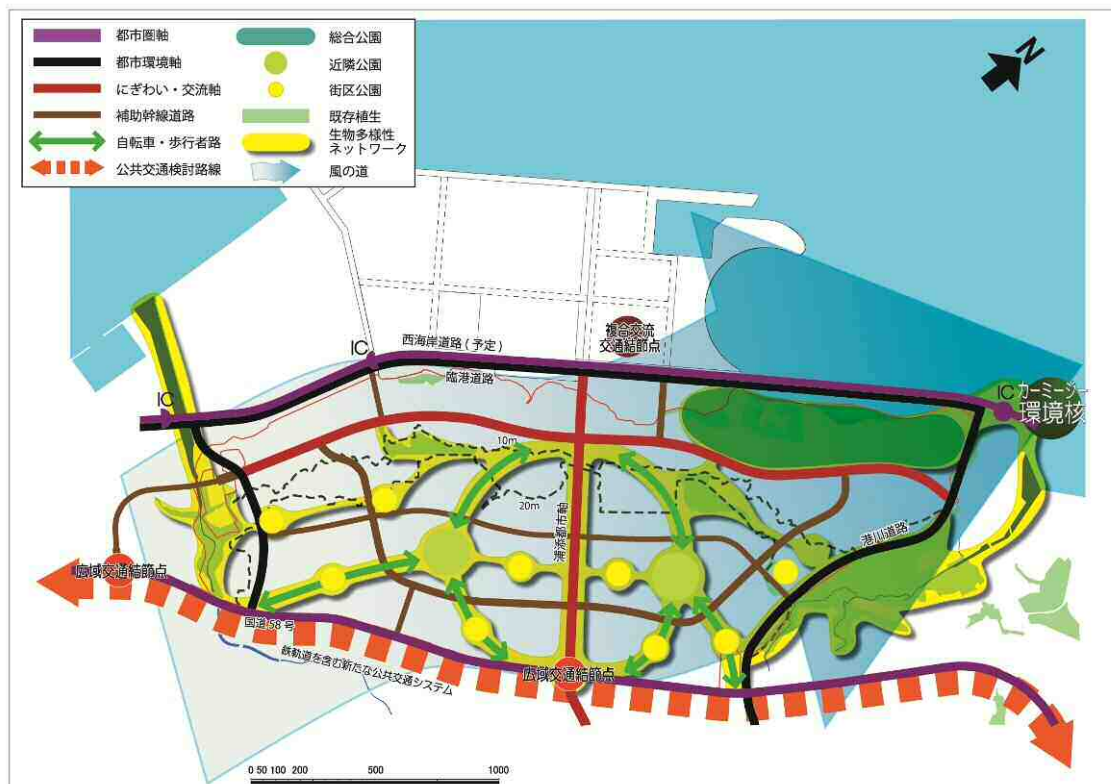 都市圏軸
都市環境軸
にぎわい・交流軸
補助幹線道路
自転車・歩行者路
公共交通検討路線
総合公園
近隣公園
街区公園
既存植生
生物多様性
ネットワーク
風の道
N
複合交流
交通結節点
西海岸道路(予定)
IC
臨港道路
IC
IC
カーミージー
環境核
10m
20m
浦添都市軸
港川道路
広域交通結節点
国道58号
鉄軌道を含む新たな公共交通システム
広域交通結節点
0 50 100 200 500 1000